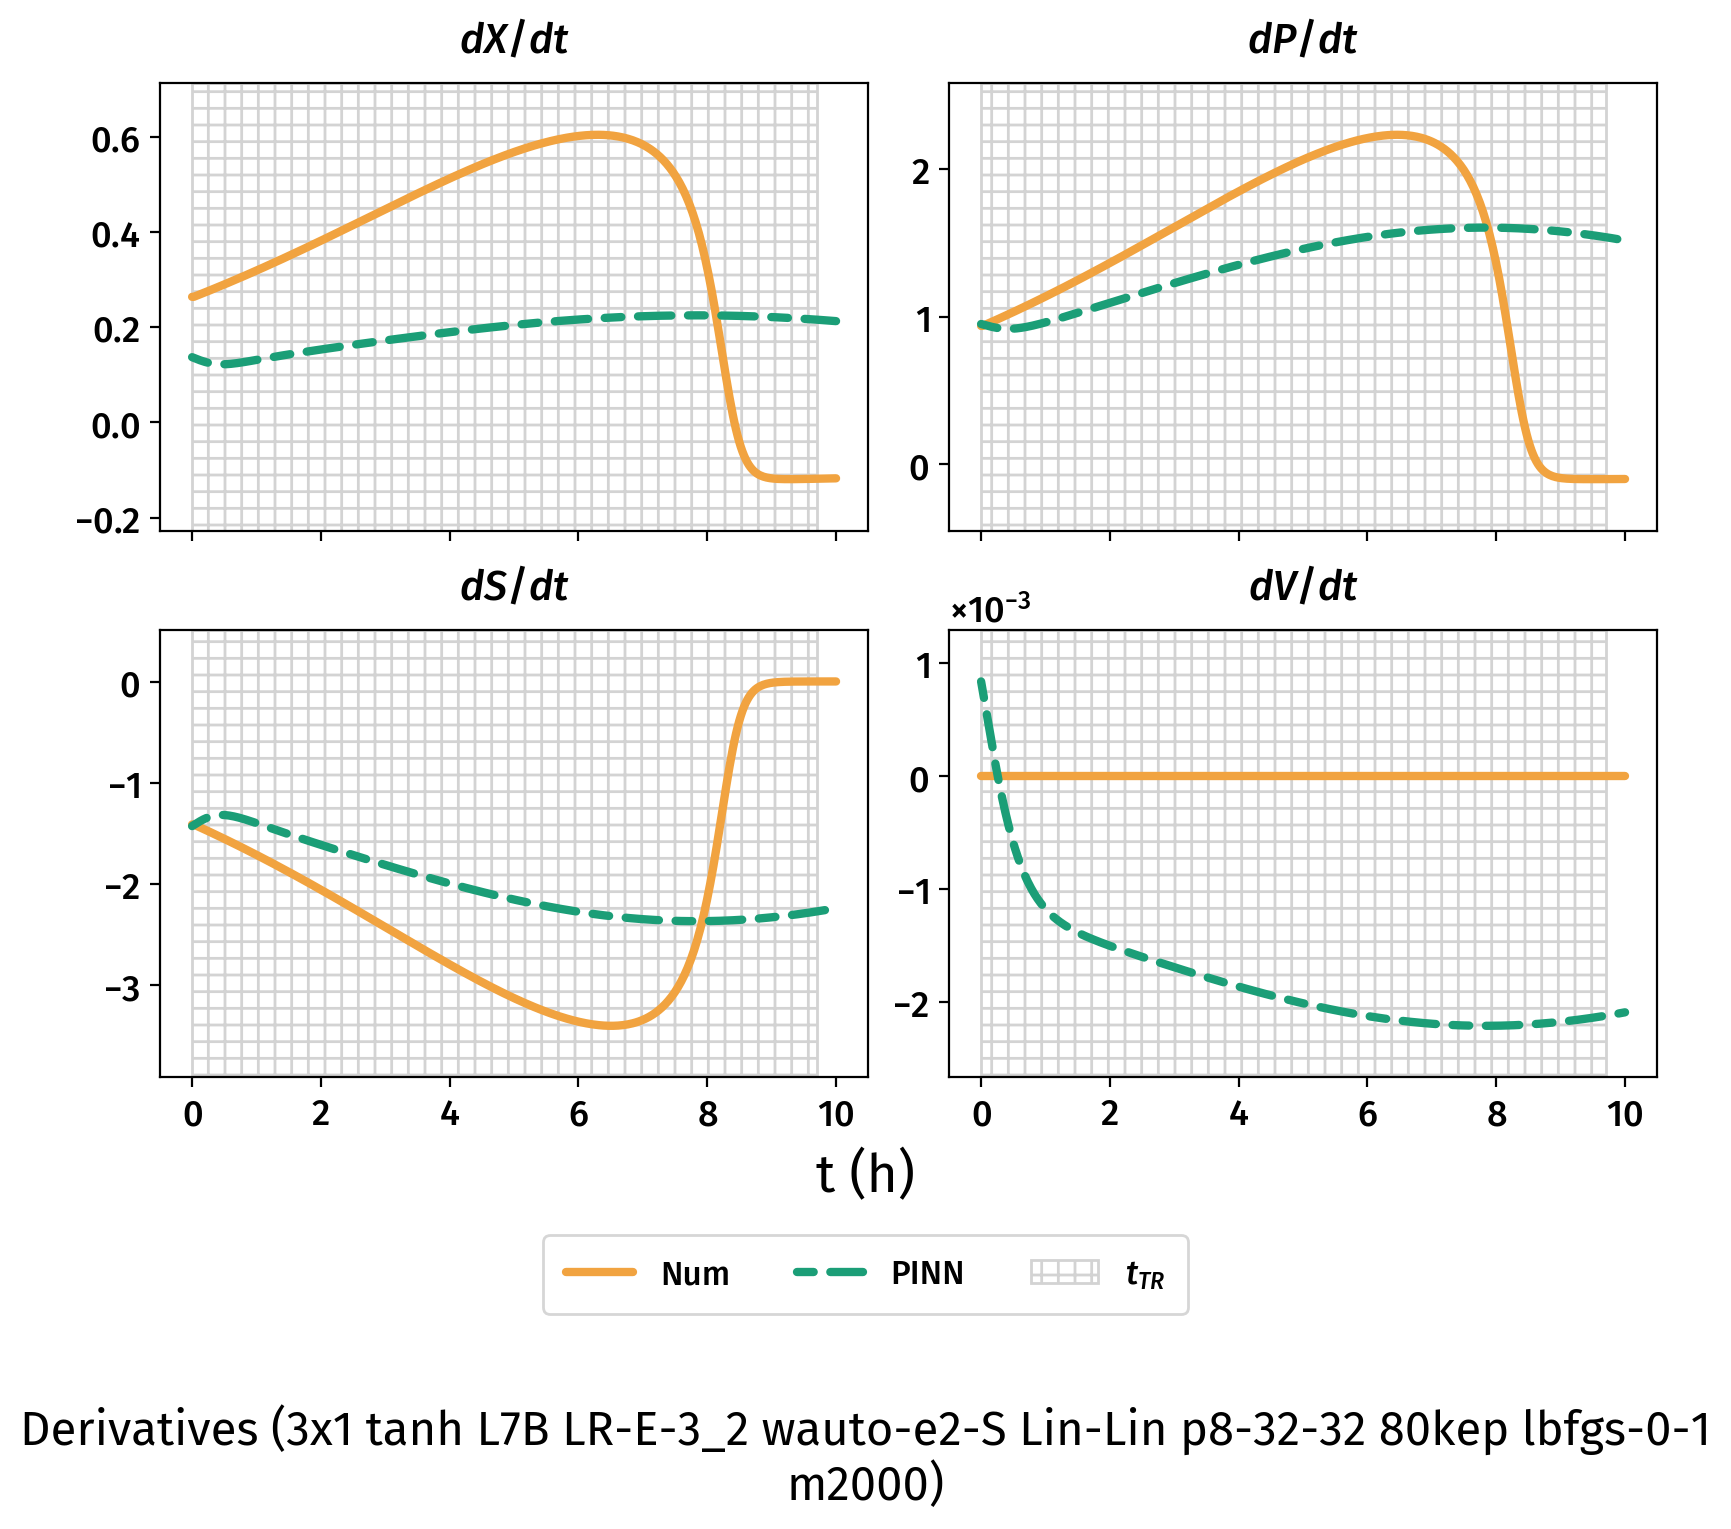 dX/dt
dP/dt
0.6
0.4
0.2
0.0
−0.2
2
1
0
dS/dt
dV/dt
×10⁻³
0
−1
−2
−3
1
0
−1
−2
0 2 4 6 8 10
0 2 4 6 8 10
t (h)
Num PINN t_TR
Derivatives (3x1 tanh L7B LR-E-3_2 wauto-e2-S Lin-Lin p8-32-32 80kep lbfgs-0-1
m2000)